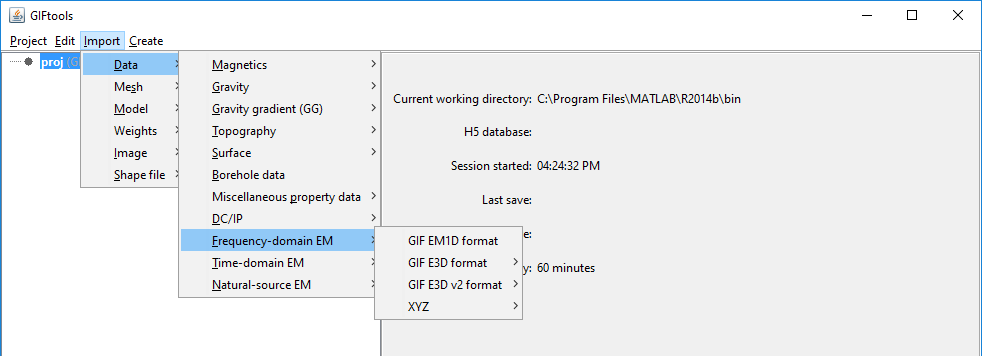 GIFtools
Project Edit Import Create
proj (G
Data
Mesh
Model
Weights
Image
Shape file
Magnetics
Gravity
Gravity gradient (GG)
Topography
Surface
Borehole data
Miscellaneous property data
DC/IP
Frequency-domain EM
Time-domain EM
Natural-source EM
GIF EM1D format
GIF E3D format
GIF E3D v2 format
XYZ
Current working directory: C:\Program Files\MATLAB\R2014b\bin
H5 database:
Session started: 04:24:32 PM
Last save:
e:
y: 60 minutes